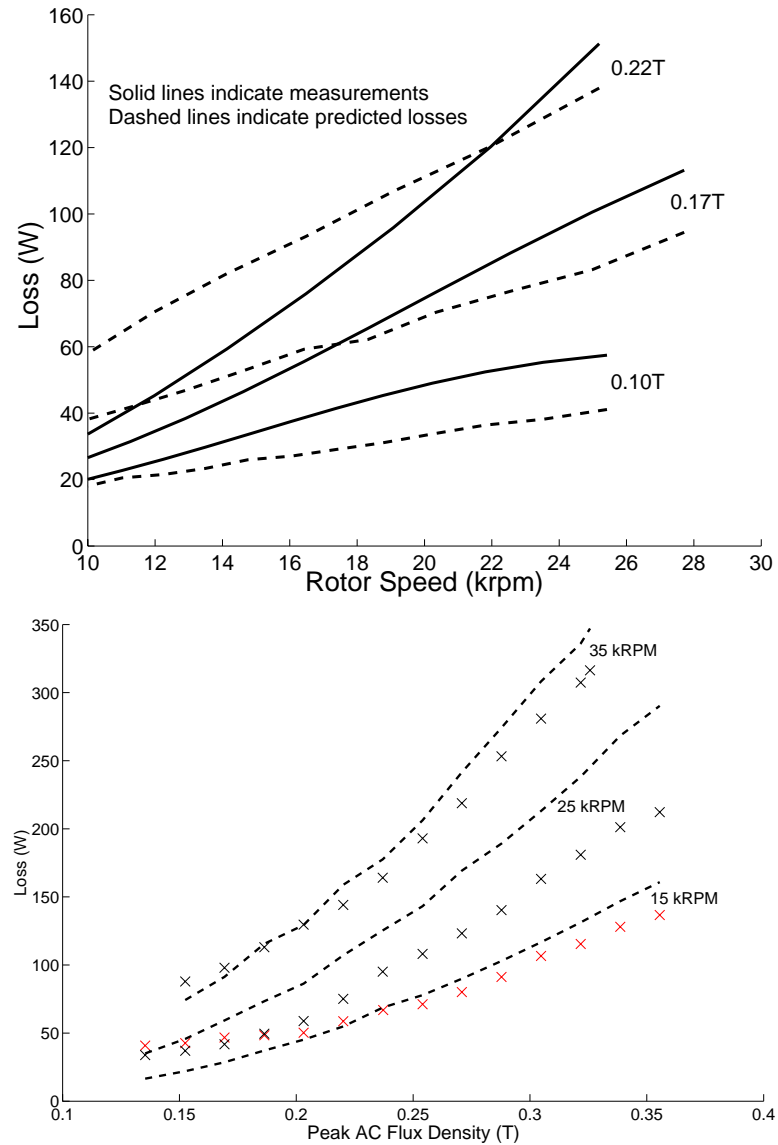 160
140
120
100
80
60
40
20
0
Loss (W)
Solid lines indicate measurements
Dashed lines indicate predicted losses
0.22T
0.17T
0.10T
10 12 14 16 18 20 22 24 26 28 30
Rotor Speed (krpm)
350
300
250
200
150
100
50
0
Loss (W)
35 kRPM
25 kRPM
15 kRPM
0.1 0.15 0.2 0.25 0.3 0.35 0.4
Peak AC Flux Density (T)